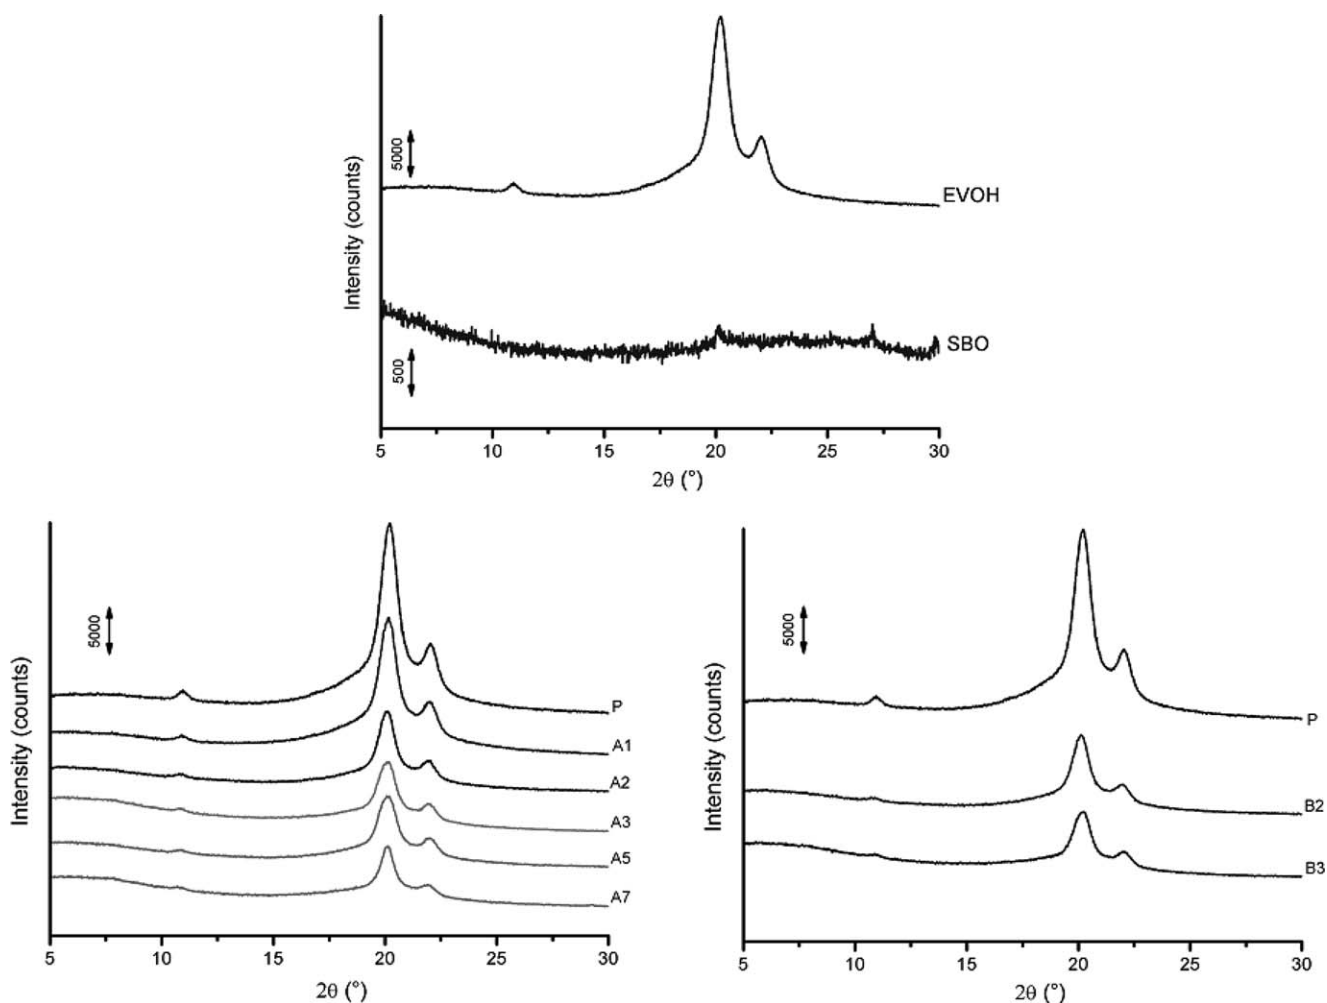 Intensity (counts)
5000
EVOH
500
SBO
5 10 15 20 25 30
2θ (°)
Intensity (counts)
5000
P
A1
A2
A3
A5
A7
5 10 15 20 25 30
2θ (°)
Intensity (counts)
5000
P
B2
B3
5 10 15 20 25 30
2θ (°)